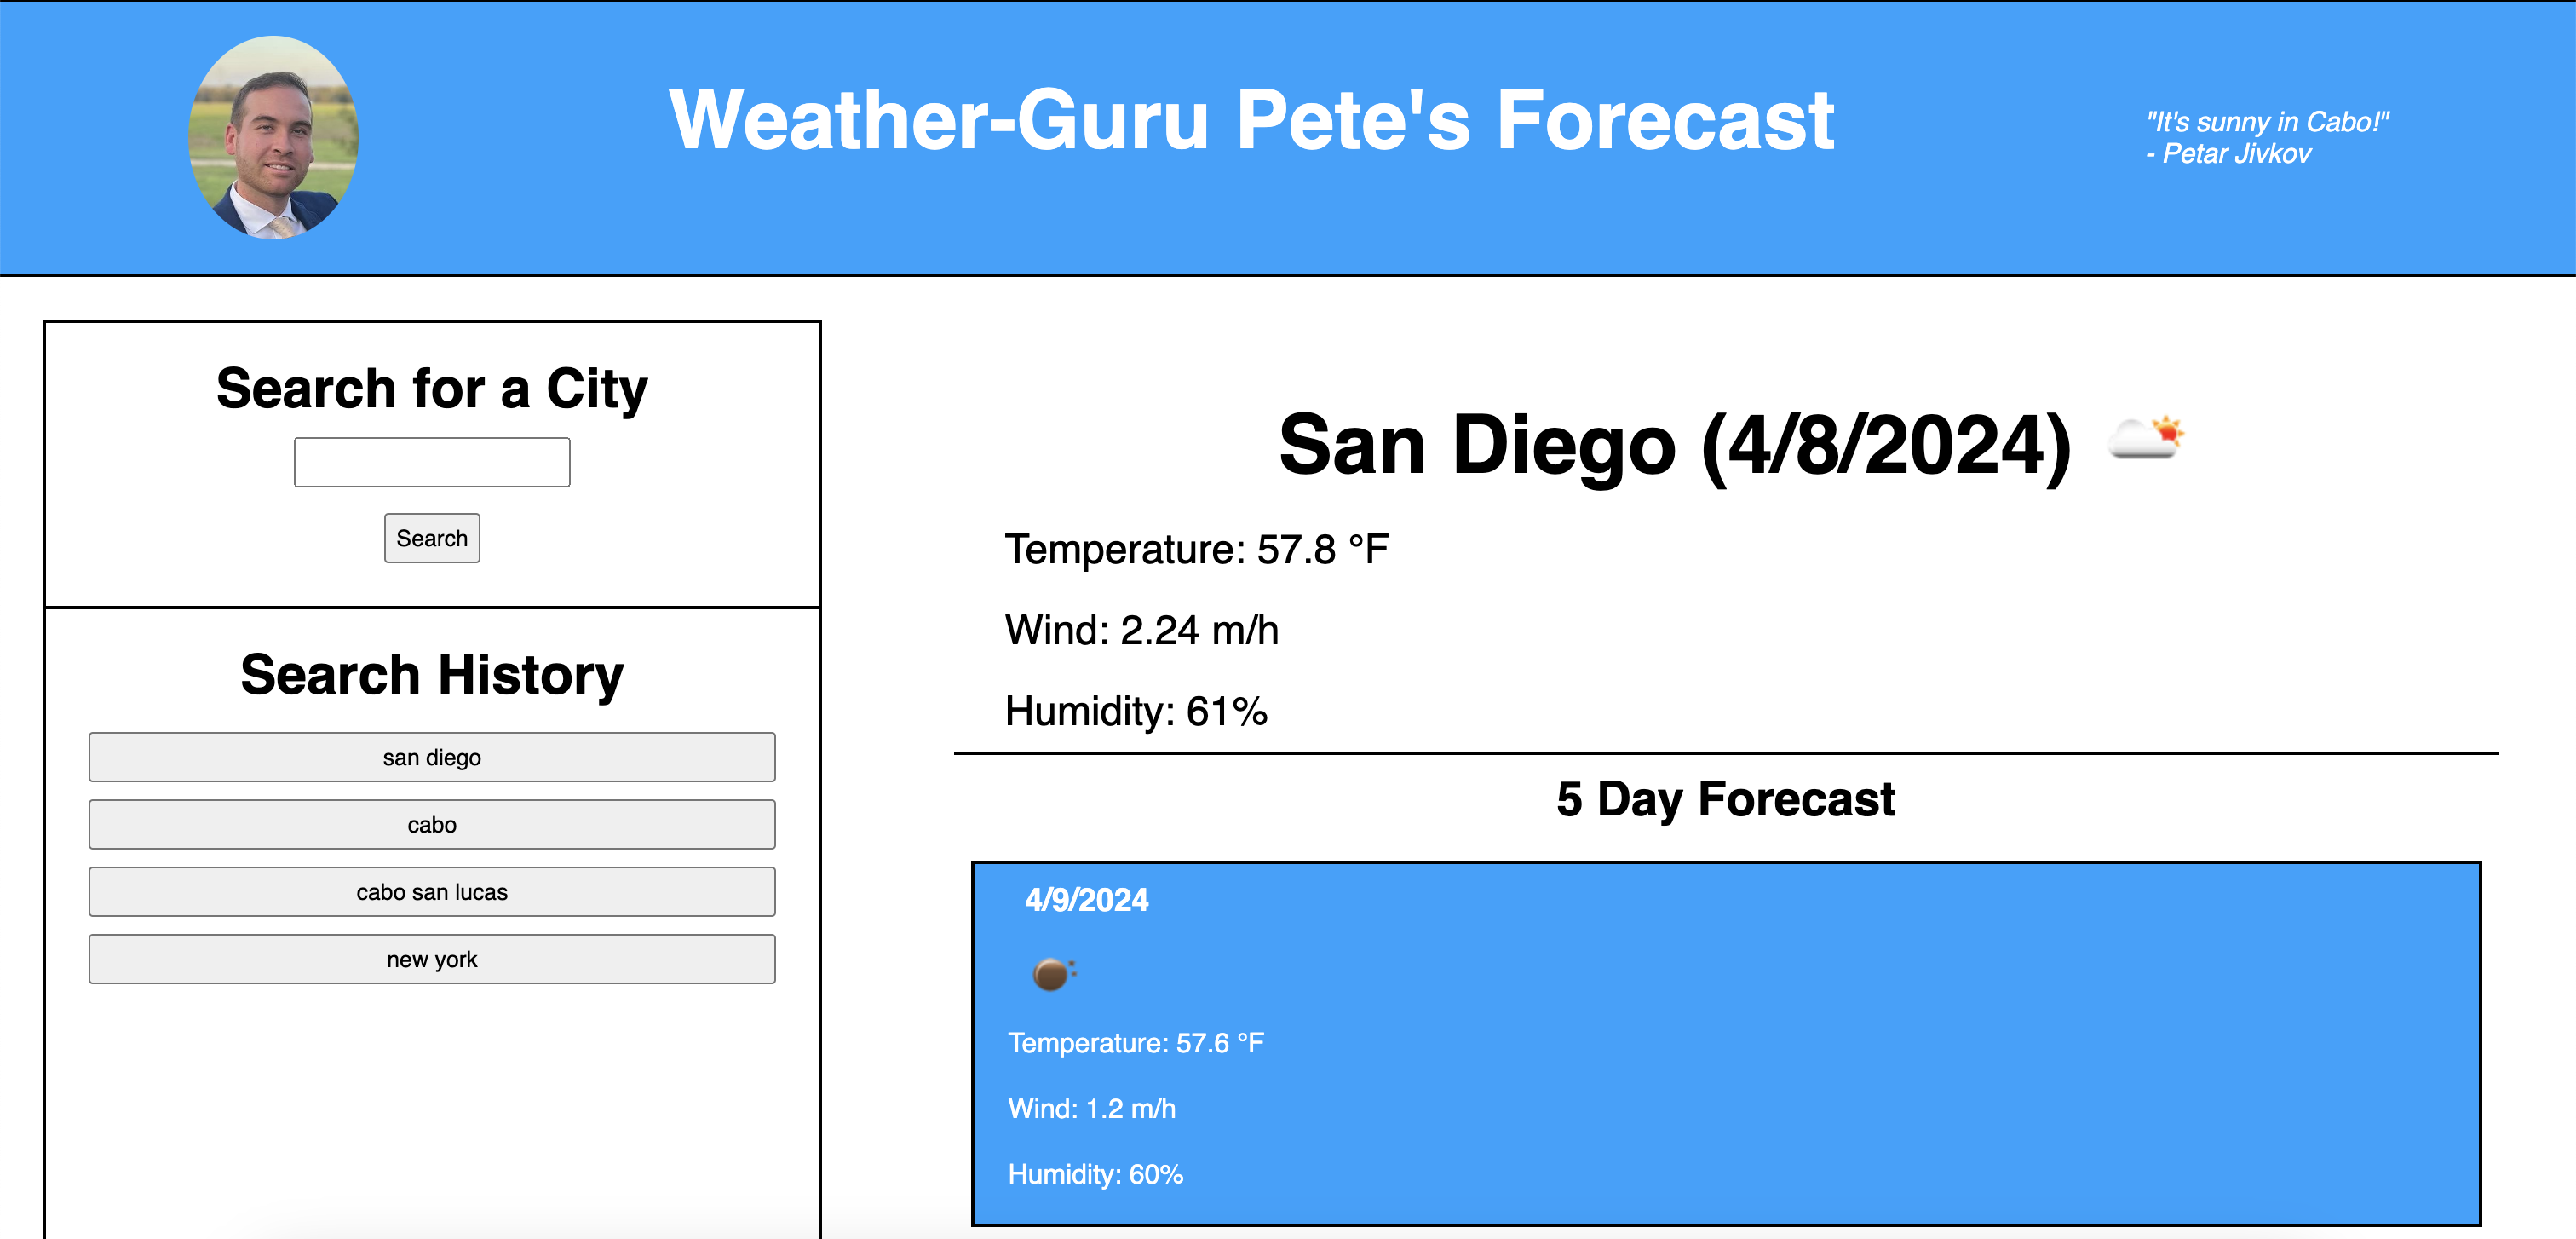 Weather-Guru Pete's Forecast
"It's sunny in Cabo!"
- Petar Jivkov
Search for a City
Search
Search History
san diego
cabo
cabo san lucas
new york
San Diego (4/8/2024)
Temperature: 57.8 °F
Wind: 2.24 m/h
Humidity: 61%
5 Day Forecast
4/9/2024
Temperature: 57.6 °F
Wind: 1.2 m/h
Humidity: 60%